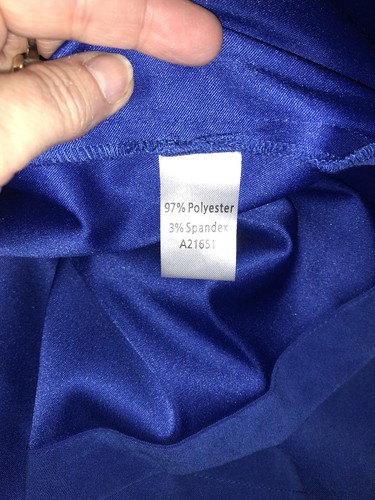 97% Polyester
3% Spandex
A21651